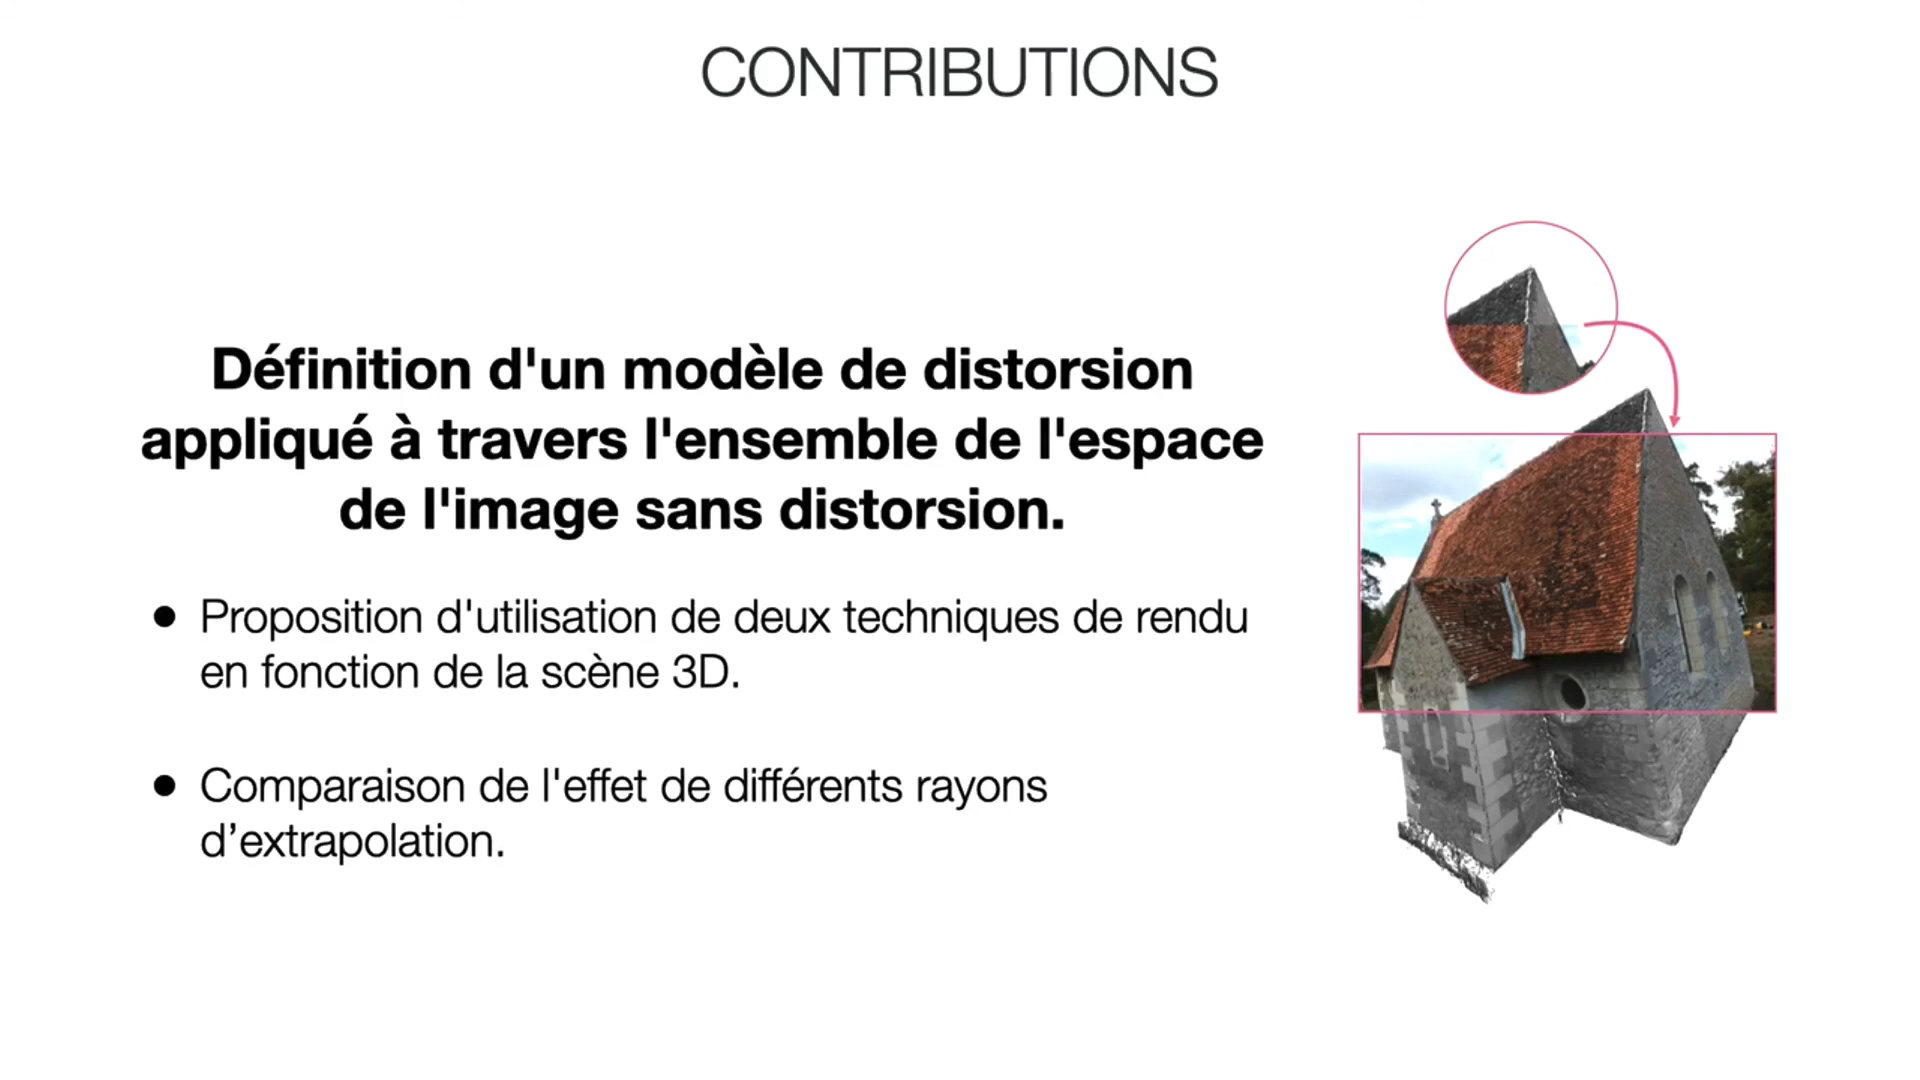 CONTRIBUTIONS
Définition d'un modèle de distorsion
appliqué à travers l'ensemble de l'espace
de l'image sans distorsion.
● Proposition d'utilisation de deux techniques de rendu
en fonction de la scène 3D.
● Comparaison de l'effet de différents rayons
d’extrapolation.